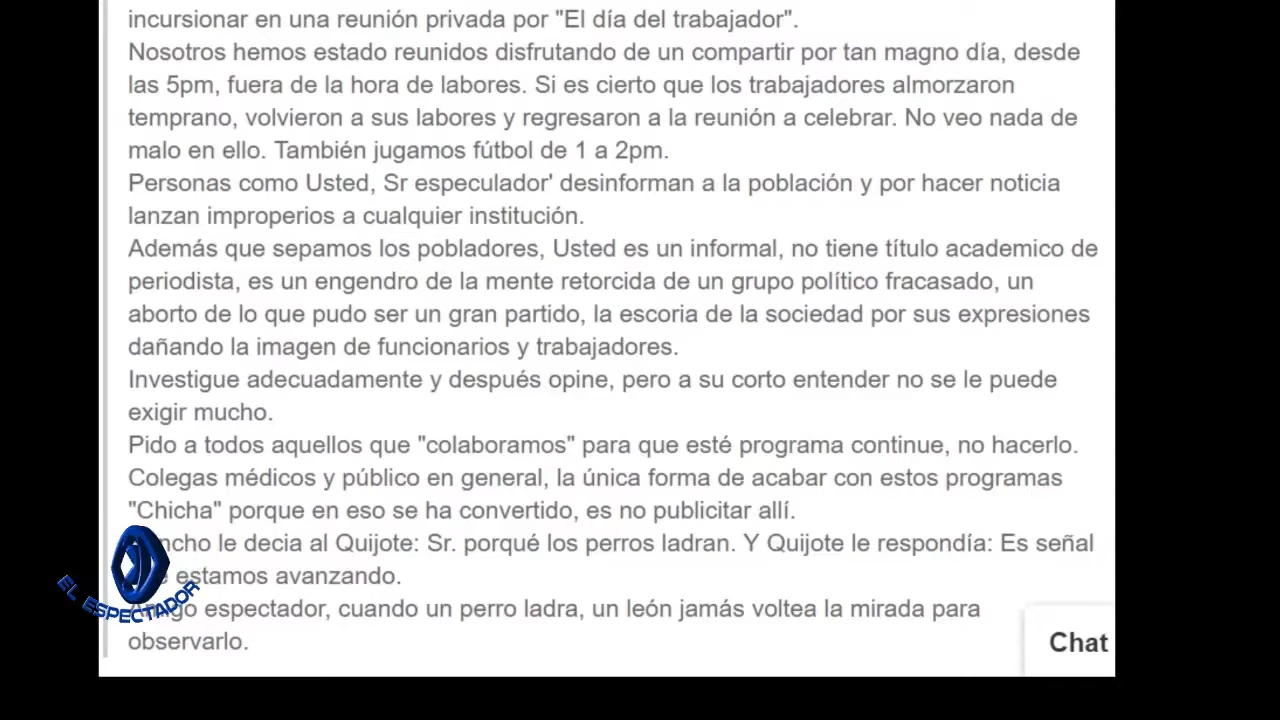 incursionar en una reunión privada por "El día del trabajador".
Nosotros hemos estado reunidos disfrutando de un compartir por tan magno día, desde
las 5pm, fuera de la hora de labores. Si es cierto que los trabajadores almorzaron
temprano, volvieron a sus labores y regresaron a la reunión a celebrar. No veo nada de
malo en ello. También jugamos fútbol de 1 a 2pm.
Personas como Usted, Sr especulador' desinforman a la población y por hacer noticia
lanzan improperios a cualquier institución.
Además que sepamos los pobladores, Usted es un informal, no tiene título academico de
periodista, es un engendro de la mente retorcida de un grupo político fracasado, un
aborto de lo que pudo ser un gran partido, la escoria de la sociedad por sus expresiones
dañando la imagen de funcionarios y trabajadores.
Investigue adecuadamente y después opine, pero a su corto entender no se le puede
exigir mucho.
Pido a todos aquellos que "colaboramos" para que esté programa continue, no hacerlo.
Colegas médicos y público en general, la única forma de acabar con estos programas
"Chicha" porque en eso se ha convertido, es no publicitar allí.
ncho le decia al Quijote: Sr. porqué los perros ladran. Y Quijote le respondía: Es señal
estamos avanzando.
go espectador, cuando un perro ladra, un león jamás voltea la mirada para
observarlo.
EL ESPECTADOR
Chat